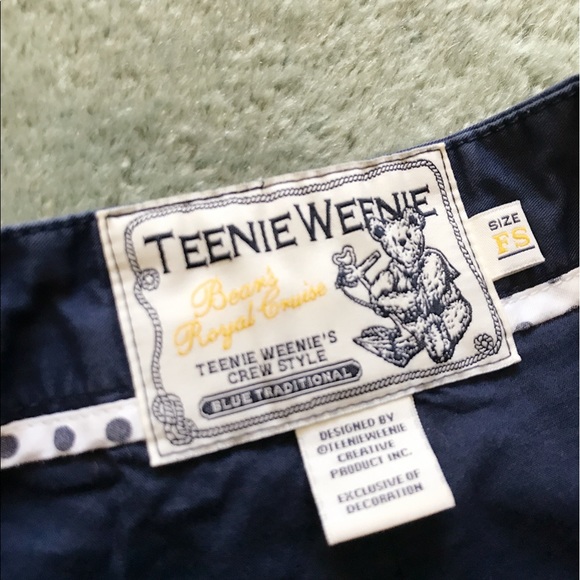 TEENIE WEENIE
Bear's
Royal Cruise
TEENIE WEENIE'S
CREW STYLE
BLUE TRADITIONAL
SIZE
FS
DESIGNED BY
©TEENIEWEENIE
CREATIVE
PRODUCT INC.
EXCLUSIVE OF
DECORATION